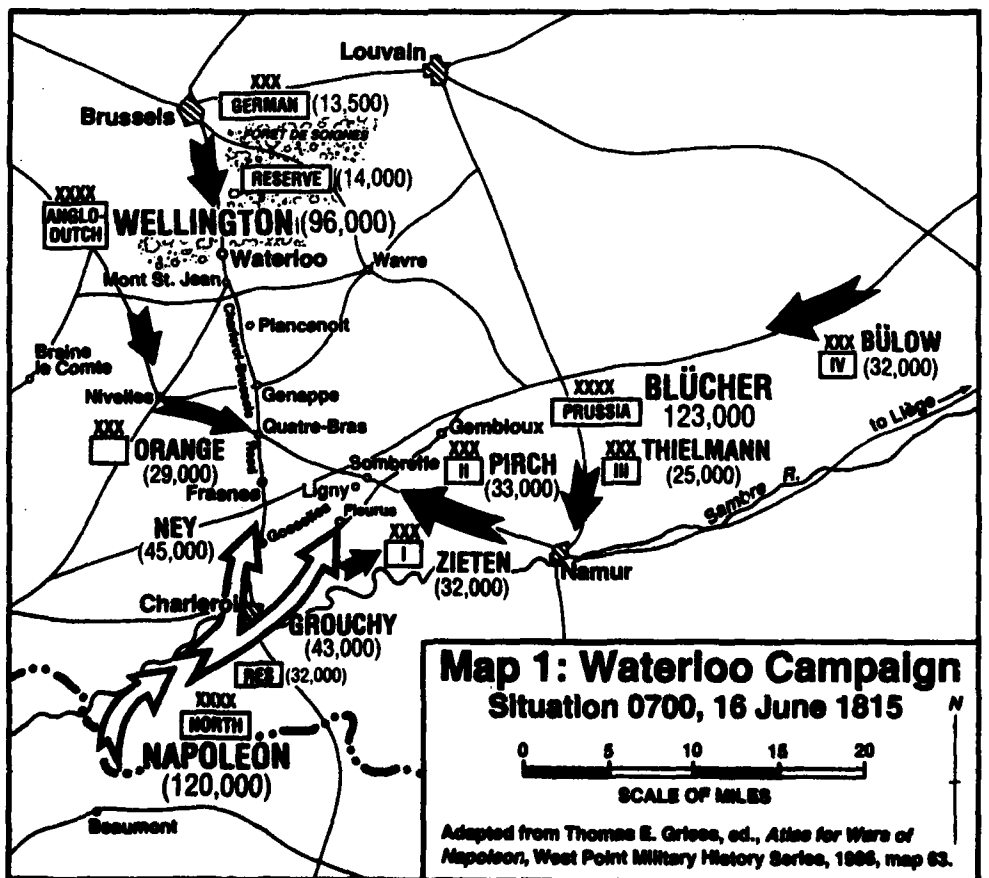 Louvain
XXX
GERMAN (13,500)
Brussels
FORÊT DE SOIGNES
RESERVE (14,000)
XXXX
ANGLO-
DUTCH
WELLINGTON (96,000)
Waterloo
Wavre
Mont St. Jean
Plancenoit
Charleroi-Brussels
Road
Braine
le Comte
Nivelles
Genappe
Quatre-Bras
XXX
BÜLOW
IV
(32,000)
XXXX
BLÜCHER
PRUSSIA
123,000
to Liège
Gembloux
XXX
ORANGE
(29,000)
Sombreffe
XXX
II
PIRCH
(33,000)
XXX
III
THIELMANN
(25,000)
Ligny
Frasnes
Sambre R.
Gosselies
Fleurus
NEY
(45,000)
XXX
I
ZIETEN
(32,000)
Namur
Charleroi
GROUCHY
(43,000)
RES (32,000)
XXXX
NORTH
NAPOLEON
(120,000)
Beaumont
Map 1: Waterloo Campaign
Situation 0700, 16 June 1815
N
0 5 10 15 20
SCALE OF MILES
Adapted from Thomas E. Griess, ed., Atlas for Wars of
Napoleon, West Point Military History Series, 1986, map 63.